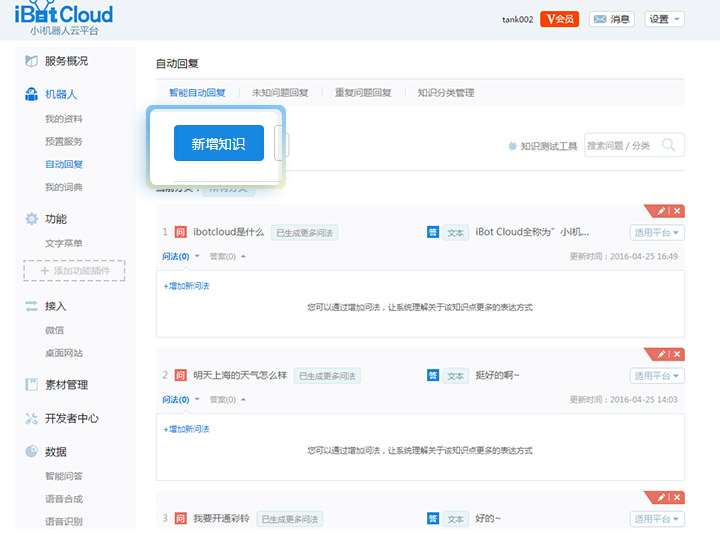 iBot Cloud
小i机器人云平台
tank002
V会员
消息
设置
服务概况
机器人
我的资料
预置服务
自动回复
我的词典
功能
文字菜单
+ 添加功能插件
接入
微信
桌面网站
素材管理
开发者中心
数据
智能问答
语音合成
语音识别
自动回复
智能自动回复 未知问题回复 重复问题回复 知识分类管理
新增知识
知识测试工具 搜索问题 / 分类
当前分类： 所有分类
1 问 ibotcloud是什么 已生成更多问法 答 文本 iBot Cloud全称为”小i机... 适用平台
问法(0) 答案(0) 更新时间：2016-04-25 16:49
+增加新问法
您可以通过增加问法，让系统理解关于该知识点更多的表达方式
2 问 明天上海的天气怎么样 已生成更多问法 答 文本 挺好的啊~ 适用平台
问法(0) 答案(0) 更新时间：2016-04-25 14:03
+增加新问法
您可以通过增加问法，让系统理解关于该知识点更多的表达方式
3 问 我要开通彩铃 已生成更多问法 答 文本 好的~ 适用平台